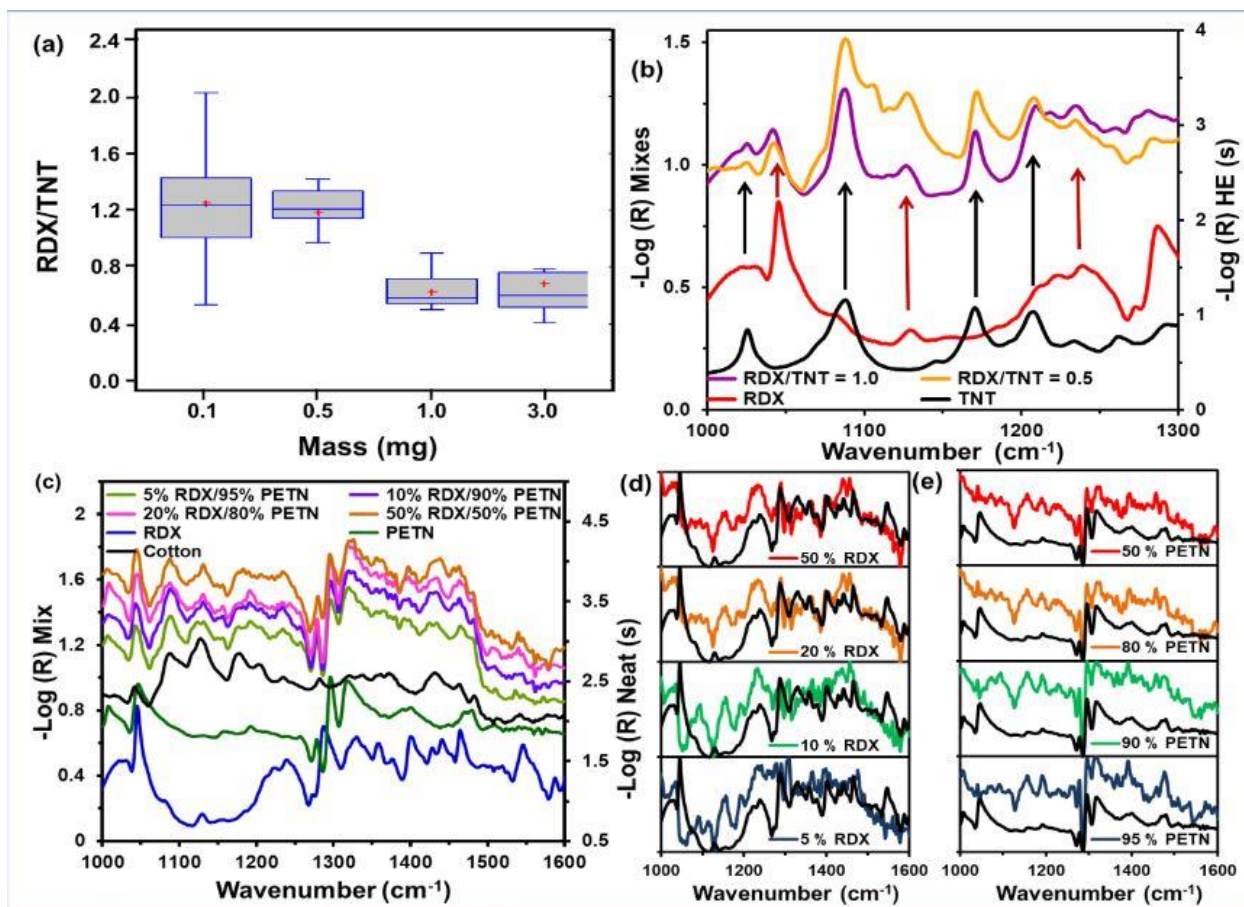 (a)
2.4
2.0
1.6
1.2
0.8
0.4
0.0
RDX/TNT
0.1 0.5 1.0 3.0
Mass (mg)
(b)
1.5
1.0
0.5
0.0
-Log (R) Mixes
4
3
2
1
0
-Log (R) HE (s)
RDX/TNT = 1.0 RDX/TNT = 0.5
RDX TNT
1000 1100 1200 1300
Wavenumber (cm-1)
(c)
5% RDX/95% PETN 10% RDX/90% PETN
20% RDX/80% PETN 50% RDX/50% PETN
RDX PETN
Cotton
2
1.6
1.2
0.8
0.4
0
-Log (R) Mix
4.5
3.5
2.5
1.5
0.5
-Log (R) Neat (s)
1000 1100 1200 1300 1400 1500 1600
Wavenumber (cm-1)
(d)
50 % RDX
20 % RDX
10 % RDX
5 % RDX
1000 1200 1400 1600
Wavenumber (cm-1)
(e)
50 % PETN
80 % PETN
90 % PETN
95 % PETN
1000 1200 1400 1600
Wavenumber (cm-1)